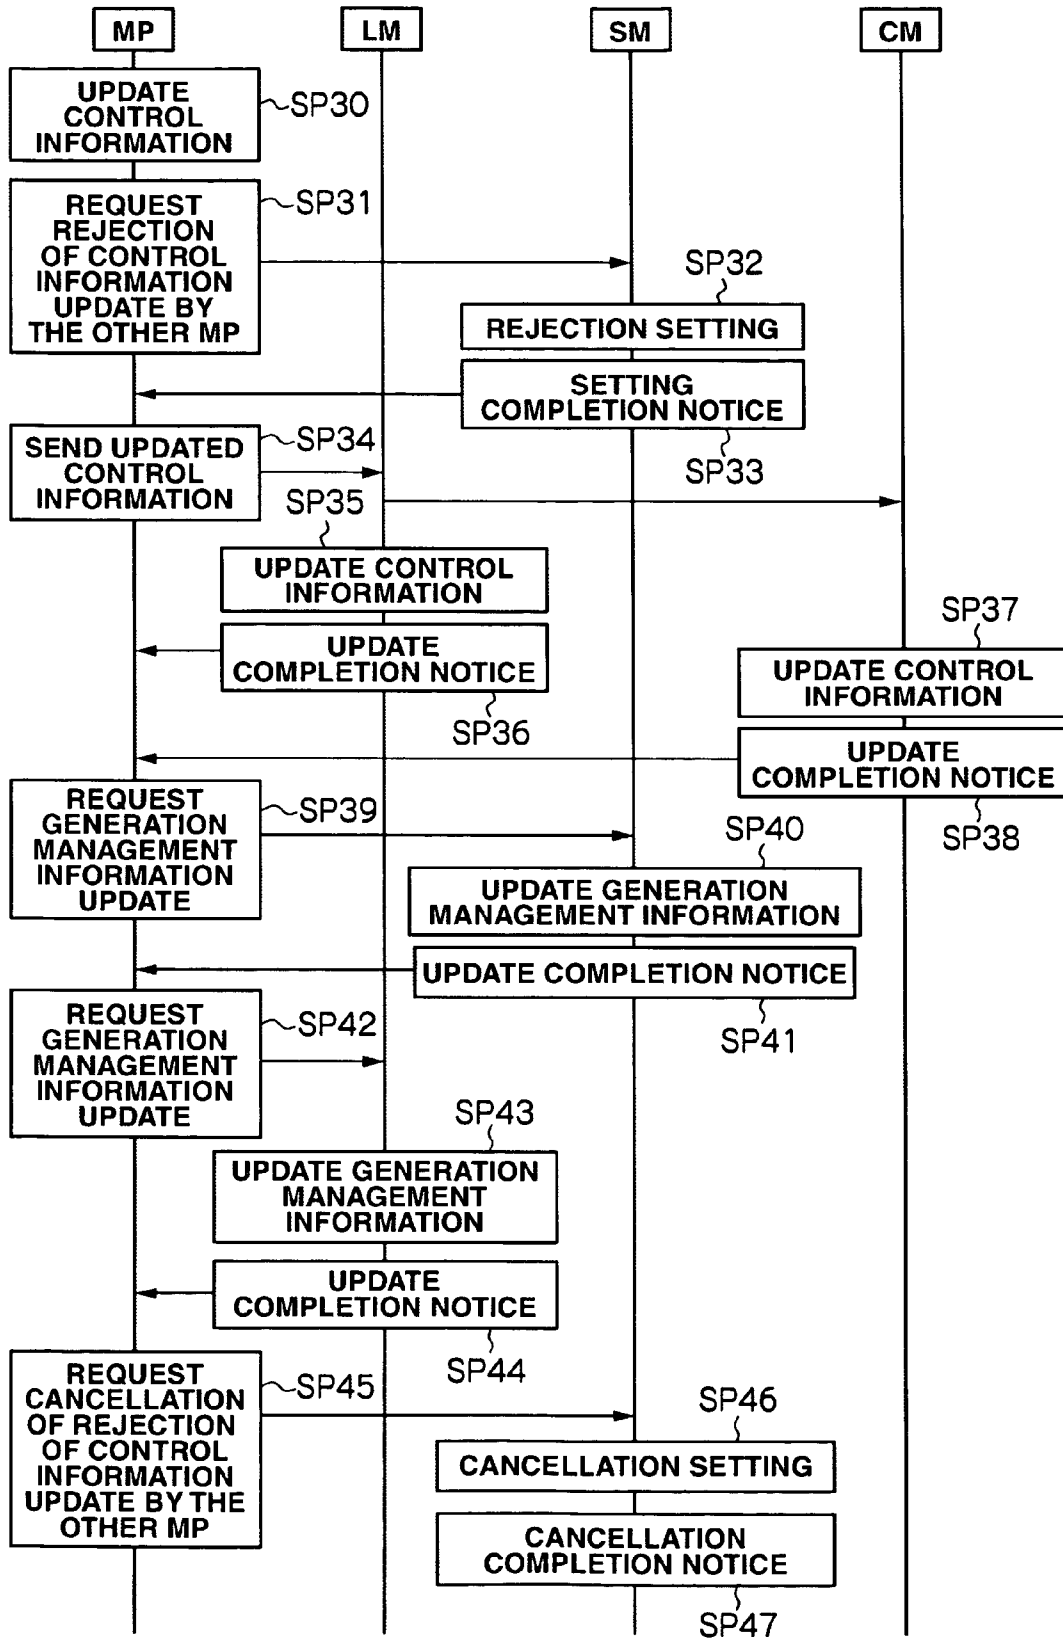 MP
LM
SM
CM
UPDATE
CONTROL
INFORMATION
SP30
REQUEST
REJECTION
OF CONTROL
INFORMATION
UPDATE BY
THE OTHER MP
SP31
SP32
REJECTION SETTING
SETTING
COMPLETION NOTICE
SP33
SEND UPDATED
CONTROL
INFORMATION
SP34
SP35
UPDATE CONTROL
INFORMATION
UPDATE
COMPLETION NOTICE
SP36
SP37
UPDATE CONTROL
INFORMATION
UPDATE
COMPLETION NOTICE
SP38
REQUEST
GENERATION
MANAGEMENT
INFORMATION
UPDATE
SP39
SP40
UPDATE GENERATION
MANAGEMENT INFORMATION
UPDATE COMPLETION NOTICE
SP41
REQUEST
GENERATION
MANAGEMENT
INFORMATION
UPDATE
SP42
SP43
UPDATE GENERATION
MANAGEMENT
INFORMATION
UPDATE
COMPLETION NOTICE
SP44
REQUEST
CANCELLATION
OF REJECTION
OF CONTROL
INFORMATION
UPDATE BY THE
OTHER MP
SP45
SP46
CANCELLATION SETTING
CANCELLATION
COMPLETION NOTICE
SP47